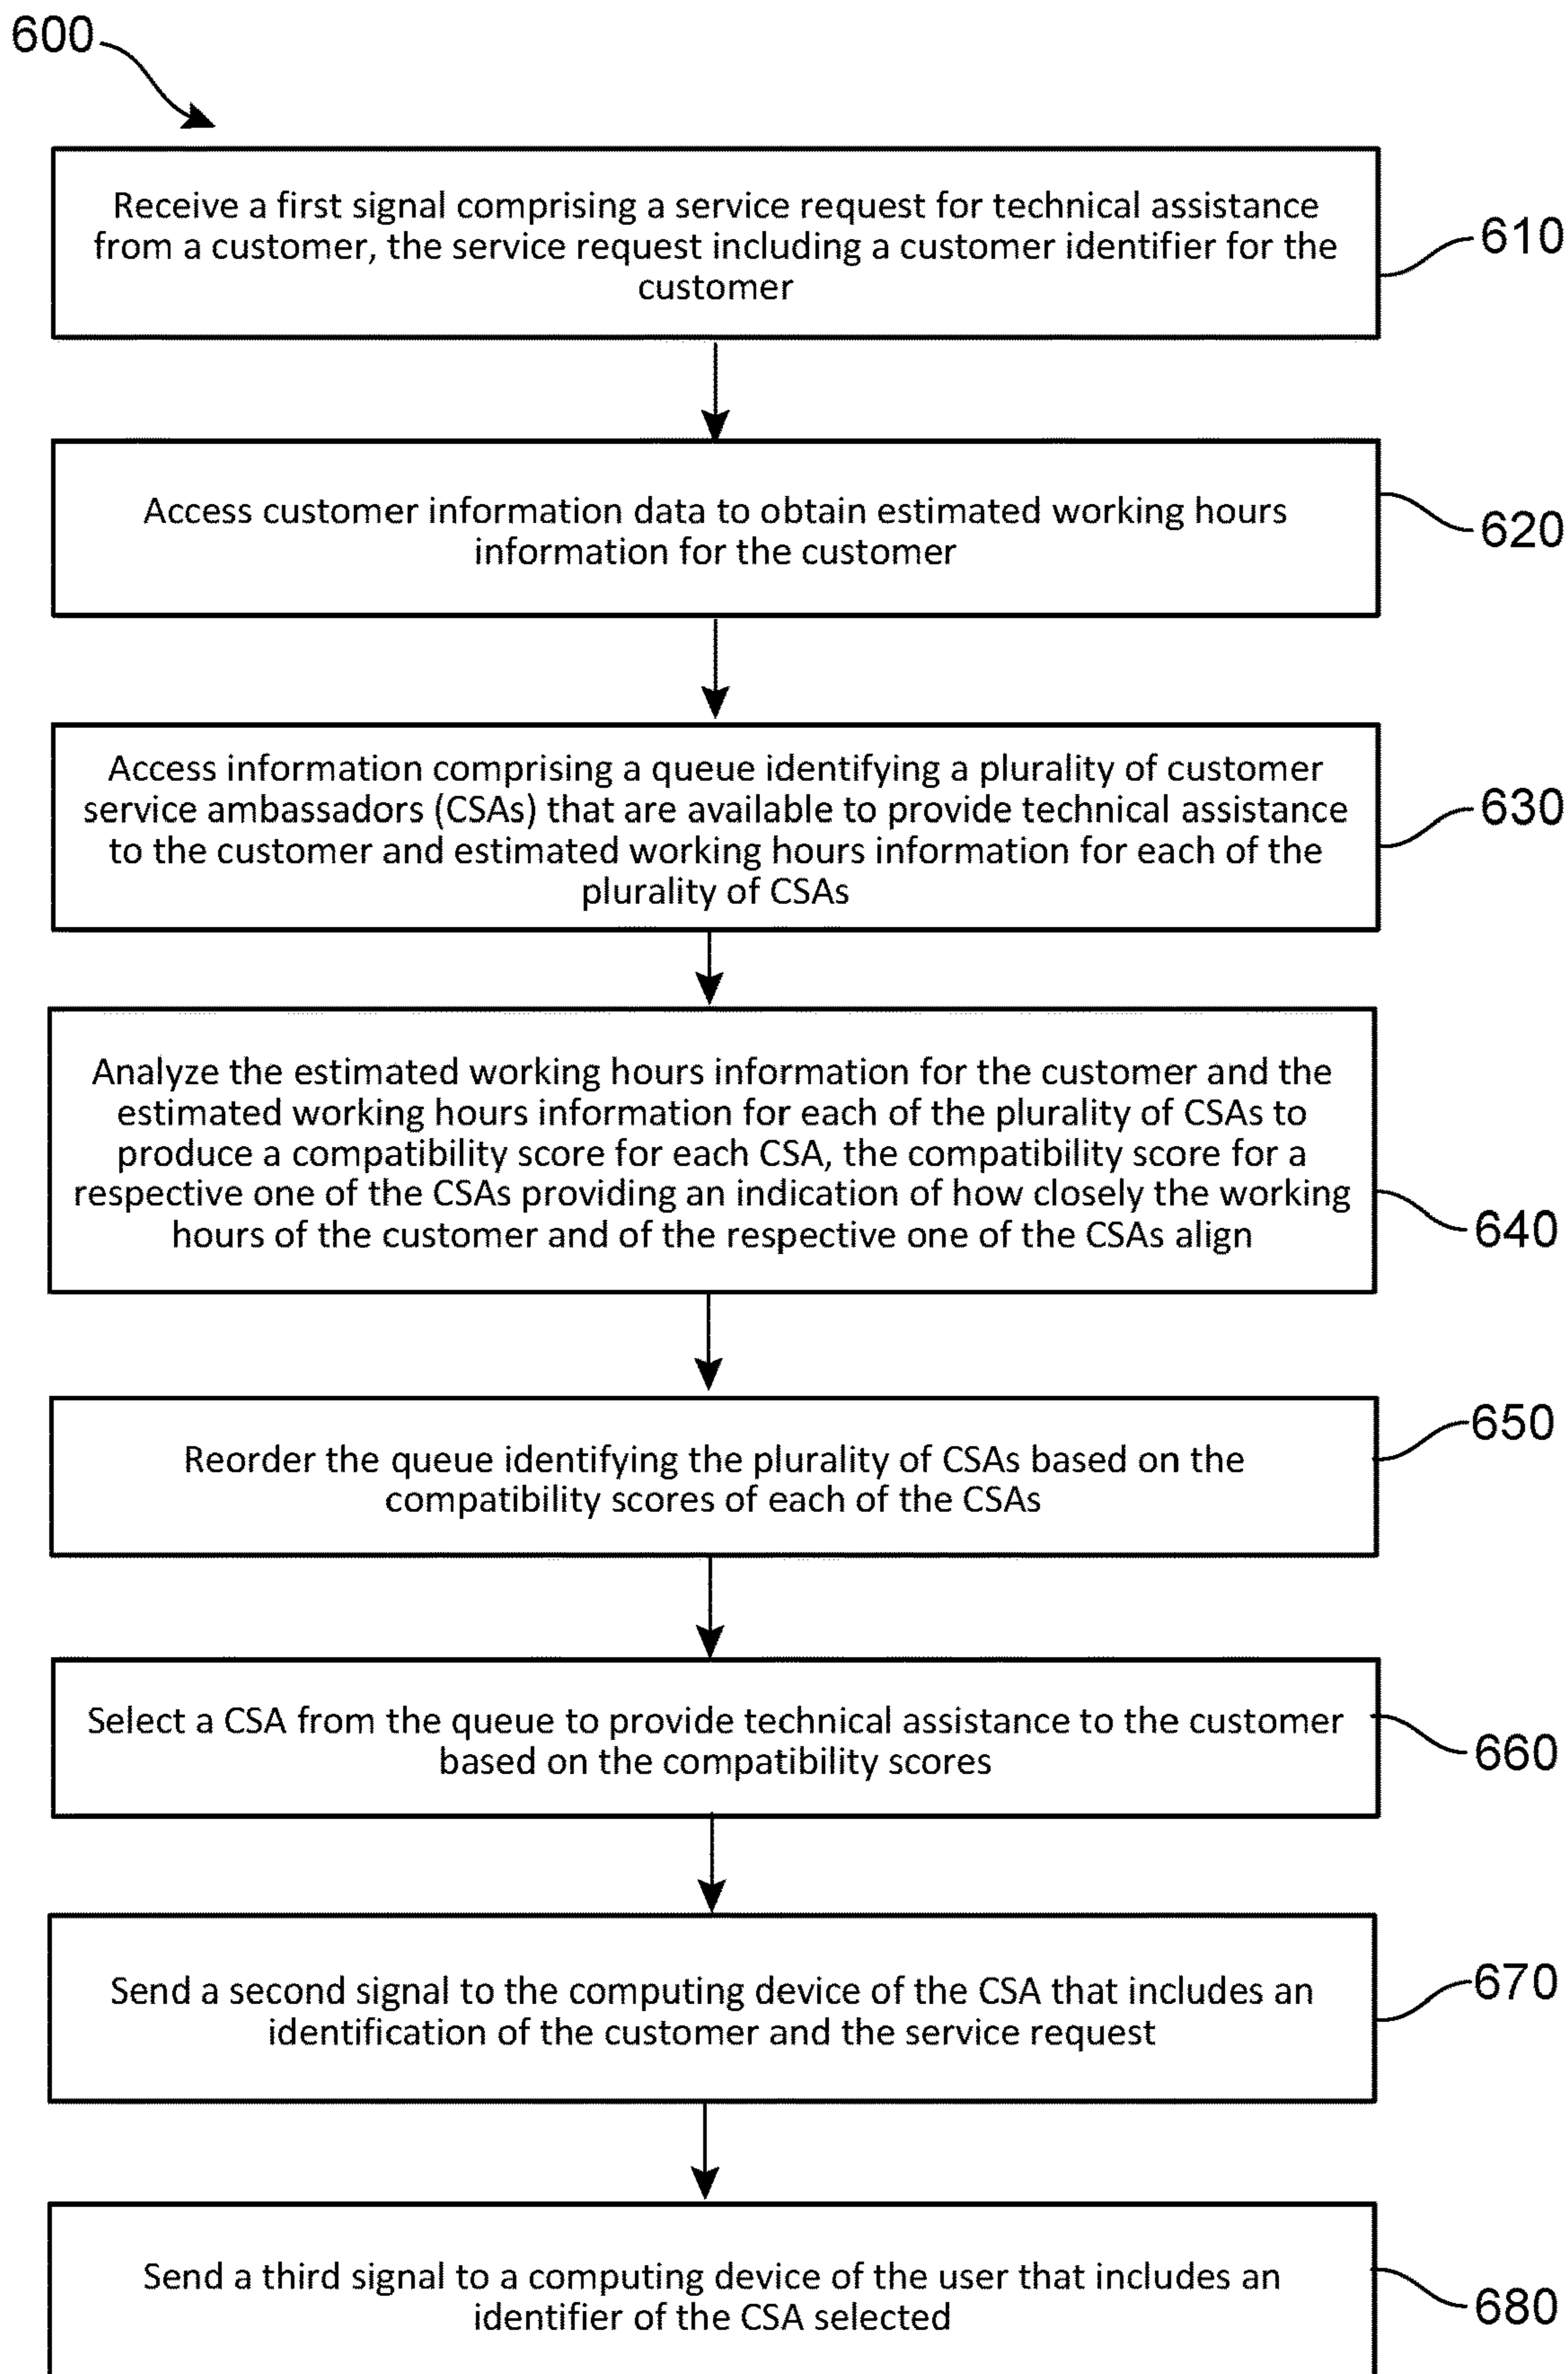 600
Receive a first signal comprising a service request for technical assistance
from a customer, the service request including a customer identifier for the
customer
610
Access customer information data to obtain estimated working hours
information for the customer
620
Access information comprising a queue identifying a plurality of customer
service ambassadors (CSAs) that are available to provide technical assistance
to the customer and estimated working hours information for each of the
plurality of CSAs
630
Analyze the estimated working hours information for the customer and the
estimated working hours information for each of the plurality of CSAs to
produce a compatibility score for each CSA, the compatibility score for a
respective one of the CSAs providing an indication of how closely the working
hours of the customer and of the respective one of the CSAs align
640
Reorder the queue identifying the plurality of CSAs based on the
compatibility scores of each of the CSAs
650
Select a CSA from the queue to provide technical assistance to the customer
based on the compatibility scores
660
Send a second signal to the computing device of the CSA that includes an
identification of the customer and the service request
670
Send a third signal to a computing device of the user that includes an
identifier of the CSA selected
680